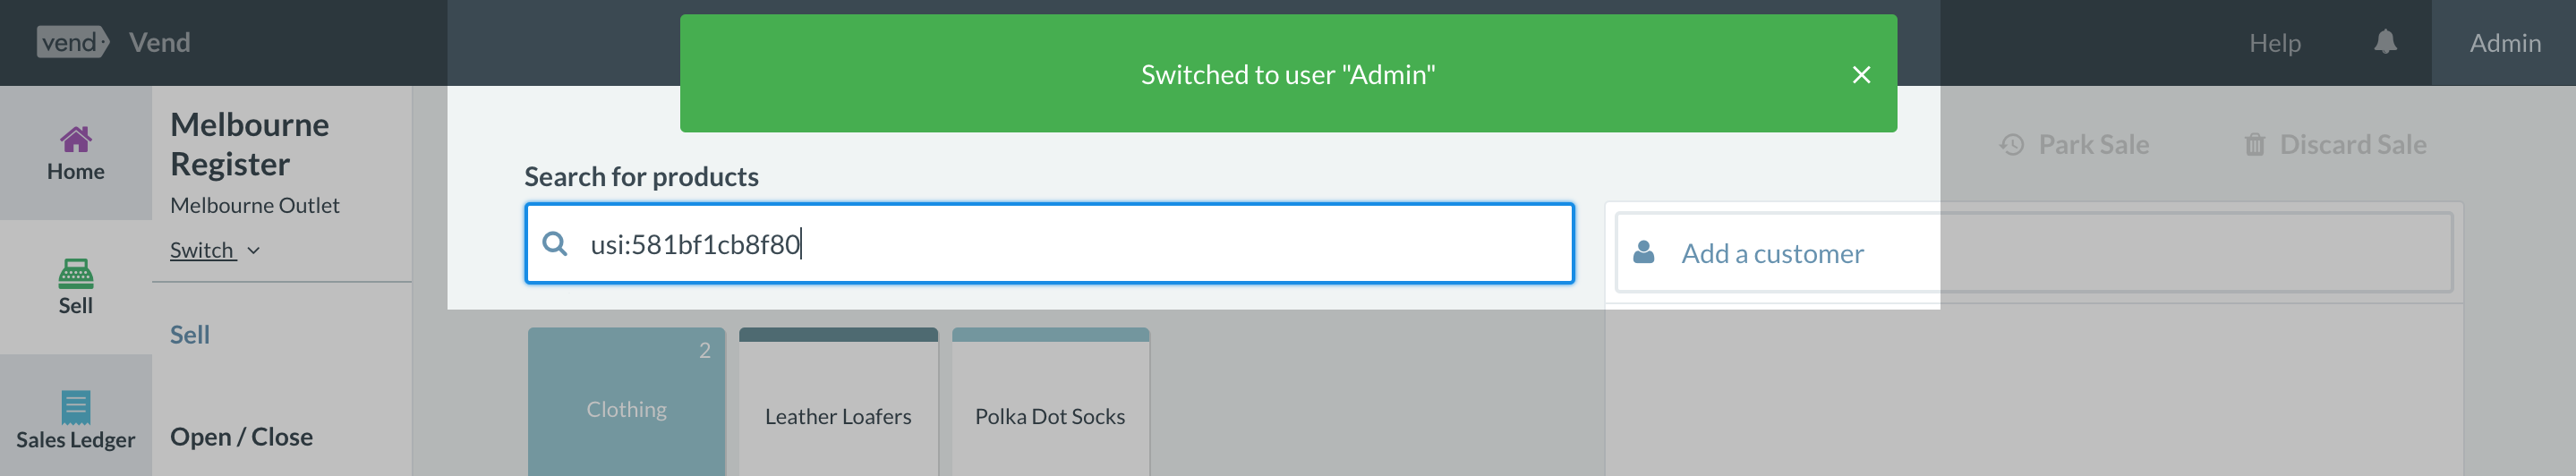 vend
Vend
Switched to user "Admin"
Help
Admin
Home
Melbourne
Register
Melbourne Outlet
Switch
Sell
Sell
Sales Ledger
Open / Close
Search for products
usi:581bf1cb8f80
Park Sale
Discard Sale
Add a customer
2
Clothing
Leather Loafers
Polka Dot Socks